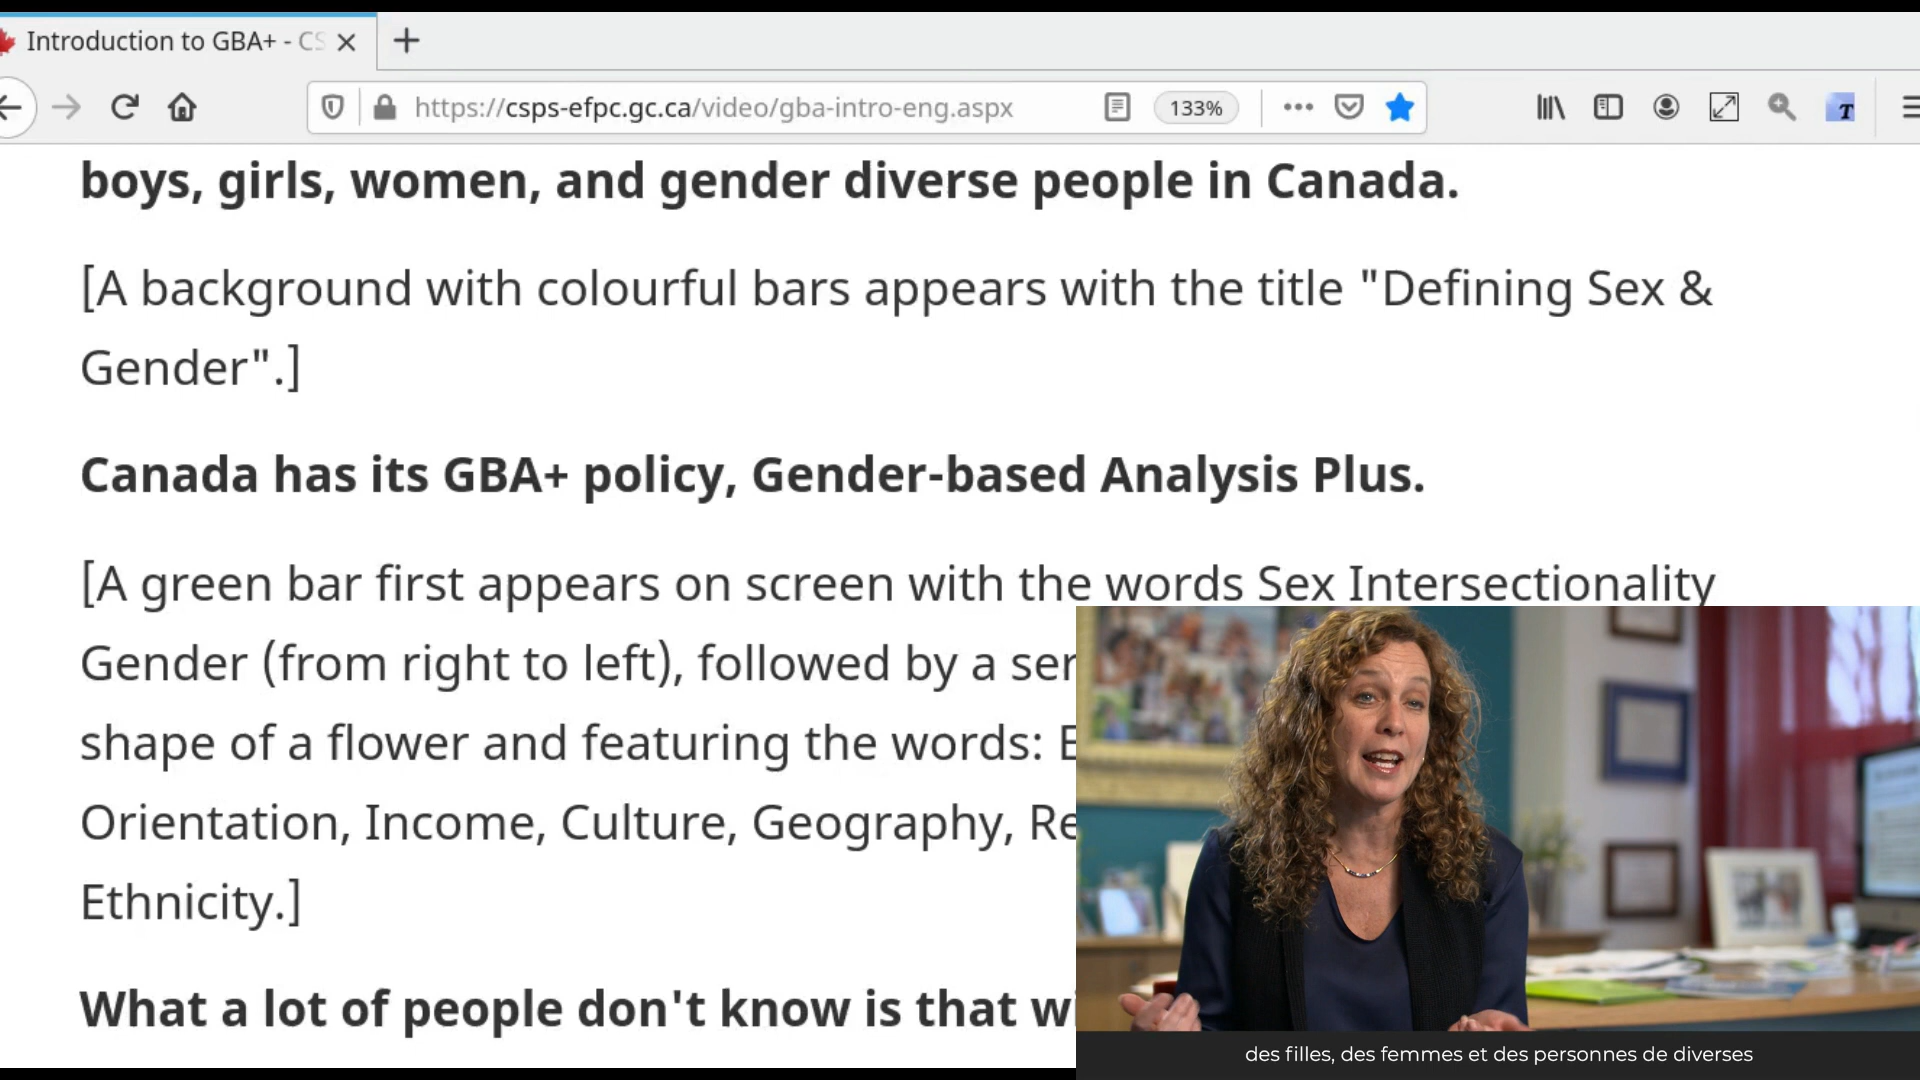 Introduction to GBA+ - CS
https://csps-efpc.gc.ca/video/gba-intro-eng.aspx
133%
T
boys, girls, women, and gender diverse people in Canada.
[A background with colourful bars appears with the title "Defining Sex &
Gender".]
Canada has its GBA+ policy, Gender-based Analysis Plus.
[A green bar first appears on screen with the words Sex Intersectionality
Gender (from right to left), followed by a ser
shape of a flower and featuring the words: E
Orientation, Income, Culture, Geography, Re
Ethnicity.]
What a lot of people don't know is that wi
des filles, des femmes et des personnes de diverses